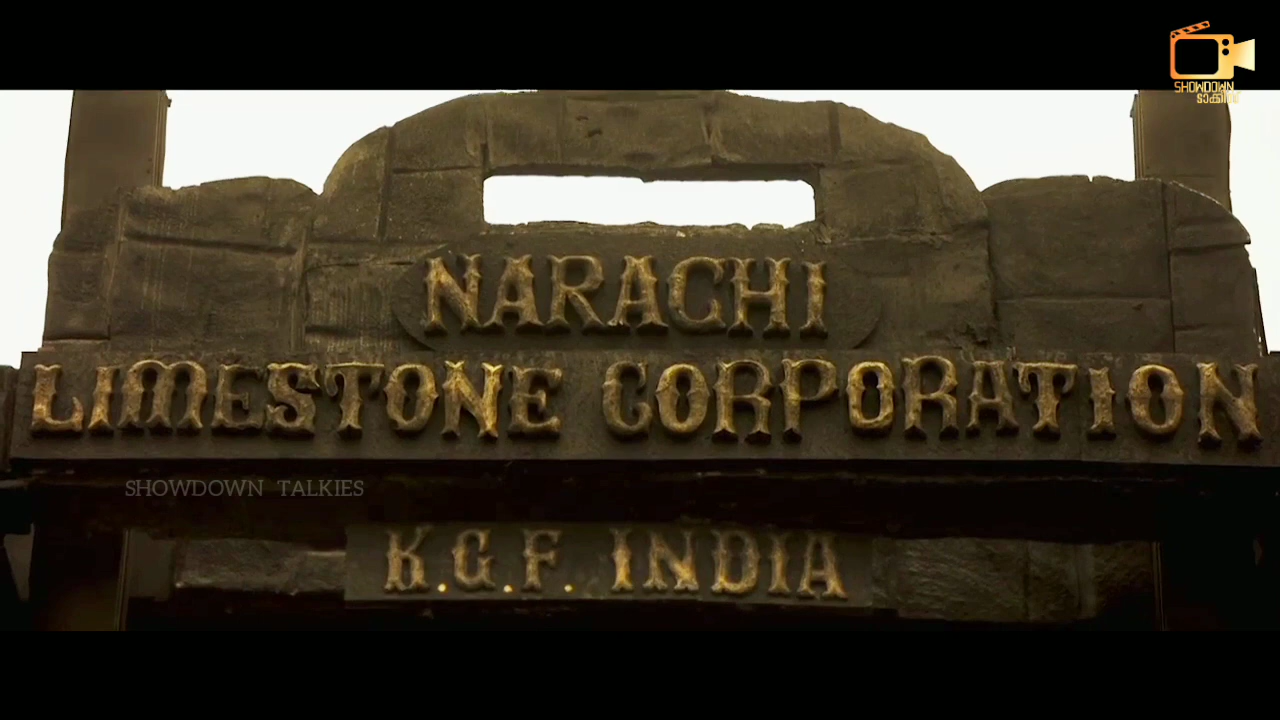 SHOWDOWN
ടാക്കീസ്
NARACHI
LIMESTONE CORPORATION
SHOWDOWN TALKIES
K.G.F. INDIA